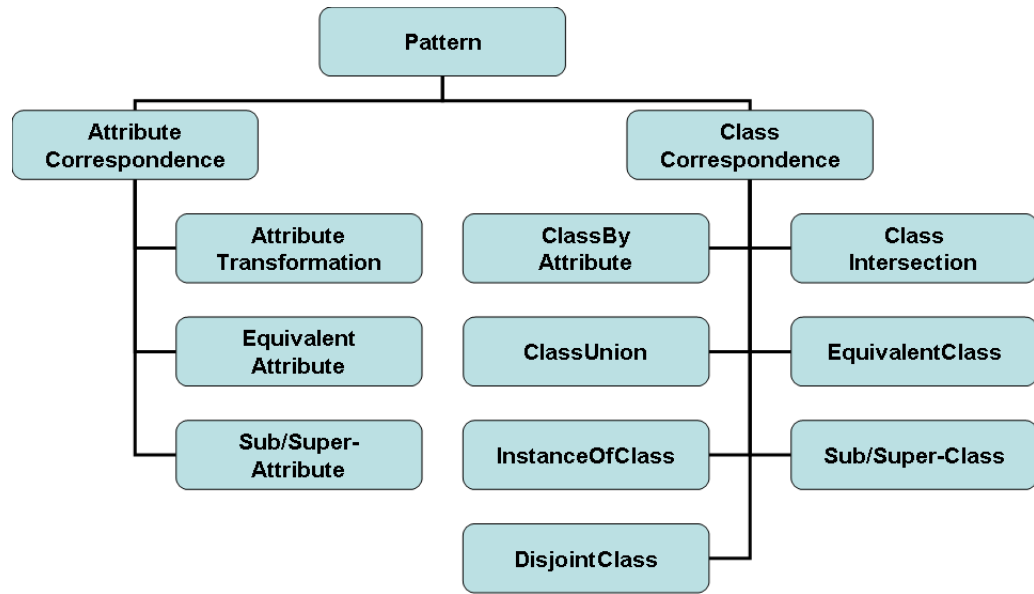 Pattern
Attribute
Correspondence
Class
Correspondence
Attribute
Transformation
ClassBy
Attribute
Class
Intersection
Equivalent
Attribute
ClassUnion
EquivalentClass
Sub/Super-
Attribute
InstanceOfClass
Sub/Super-Class
DisjointClass